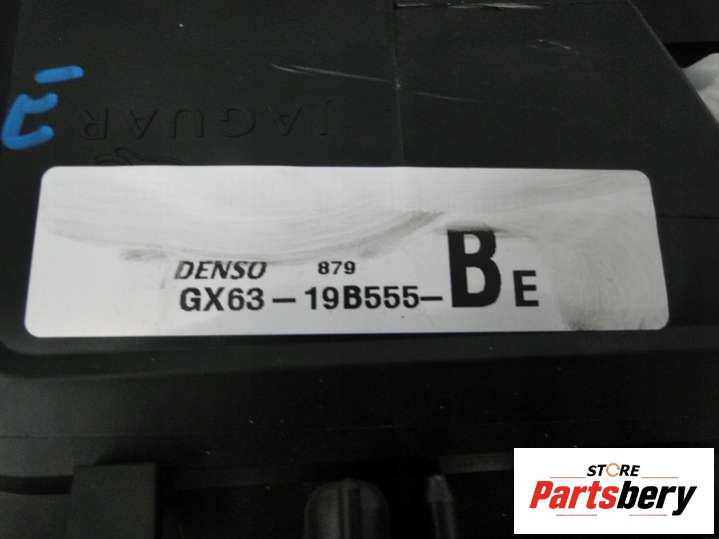 JAGUAR
DENSO 879
GX63-19B555-BE
STORE
Partsbery